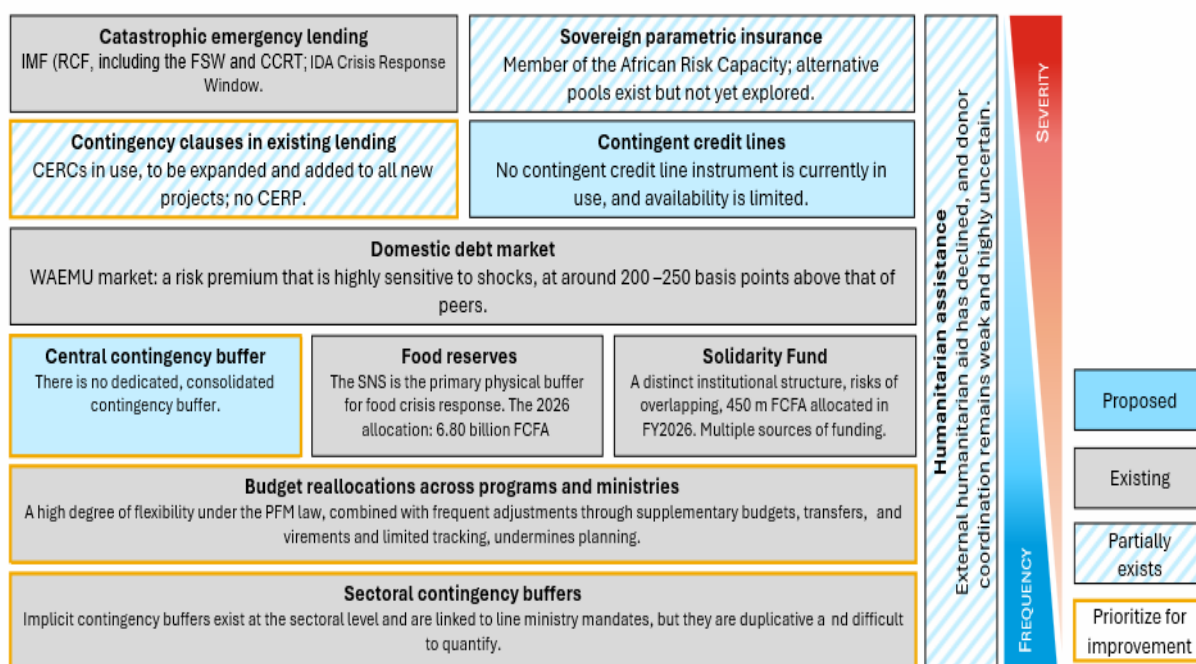 Catastrophic emergency lending
IMF (RCF, including the FSW and CCRT; IDA Crisis Response
Window.
Sovereign parametric insurance
Member of the African Risk Capacity; alternative
pools exist but not yet explored.
Contingency clauses in existing lending
CERCs in use, to be expanded and added to all new
projects; no CERP.
Contingent credit lines
No contingent credit line instrument is currently in
use, and availability is limited.
Domestic debt market
WAEMU market: a risk premium that is highly sensitive to shocks, at around 200 –250 basis points above that of
peers.
Central contingency buffer
There is no dedicated, consolidated
contingency buffer.
Food reserves
The SNS is the primary physical buffer
for food crisis response. The 2026
allocation: 6.80 billion FCFA
Solidarity Fund
A distinct institutional structure, risks of
overlapping, 450 m FCFA allocated in
FY2026. Multiple sources of funding.
Budget reallocations across programs and ministries
A high degree of flexibility under the PFM law, combined with frequent adjustments through supplementary budgets, transfers, and
virements and limited tracking, undermines planning.
Sectoral contingency buffers
Implicit contingency buffers exist at the sectoral level and are linked to line ministry mandates, but they are duplicative a nd difficult
to quantify.
Humanitarian assistance
External humanitarian aid has declined, and donor
coordination remains weak and highly uncertain.
SEVERITY
FREQUENCY
Proposed
Existing
Partially
exists
Prioritize for
improvement